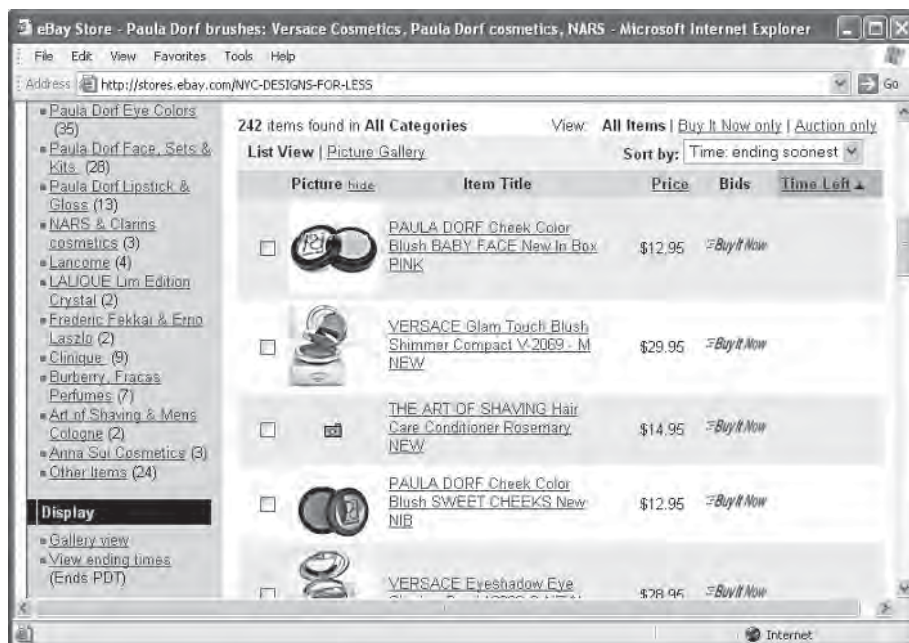 eBay Store - Paula Dorf brushes: Versace Cosmetics, Paula Dorf cosmetics, NARS - Microsoft Internet Explorer
File Edit View Favorites Tools Help
Address http://stores.ebay.com/NYC-DESIGNS-FOR-LESS Go
Paula Dorf Eye Colors
(35)
Paula Dorf Face, Sets &
Kits (28)
Paula Dorf Lipstick &
Gloss (13)
NARS & Clarins
cosmetics (3)
Lancome (4)
LALIQUE Lim Edition
Crystal (2)
Frederic Fekkai & Erno
Laszlo (2)
Clinique (9)
Burberry, Fracas
Perfumes (7)
Art of Shaving & Mens
Cologne (2)
Anna Sui Cosmetics (3)
Other Items (24)
Display
Gallery view
View ending times
(Ends PDT)
242 items found in All Categories View: All Items | Buy It Now only | Auction only
List View | Picture Gallery Sort by: Time: ending soonest
Picture hide Item Title Price Bids Time Left
PAULA DORF Cheek Color
Blush BABY FACE New In Box
PINK
$12.95 Buy It Now
VERSACE Glam Touch Blush
Shimmer Compact V-2069 - M
NEW
$29.95 Buy It Now
THE ART OF SHAVING Hair
Care Conditioner Rosemary
NEW
$14.95 Buy It Now
PAULA DORF Cheek Color
Blush SWEET CHEEKS New
NIB
$12.95 Buy It Now
VERSACE Eyeshadow Eye
$28.95 Buy It Now
Internet